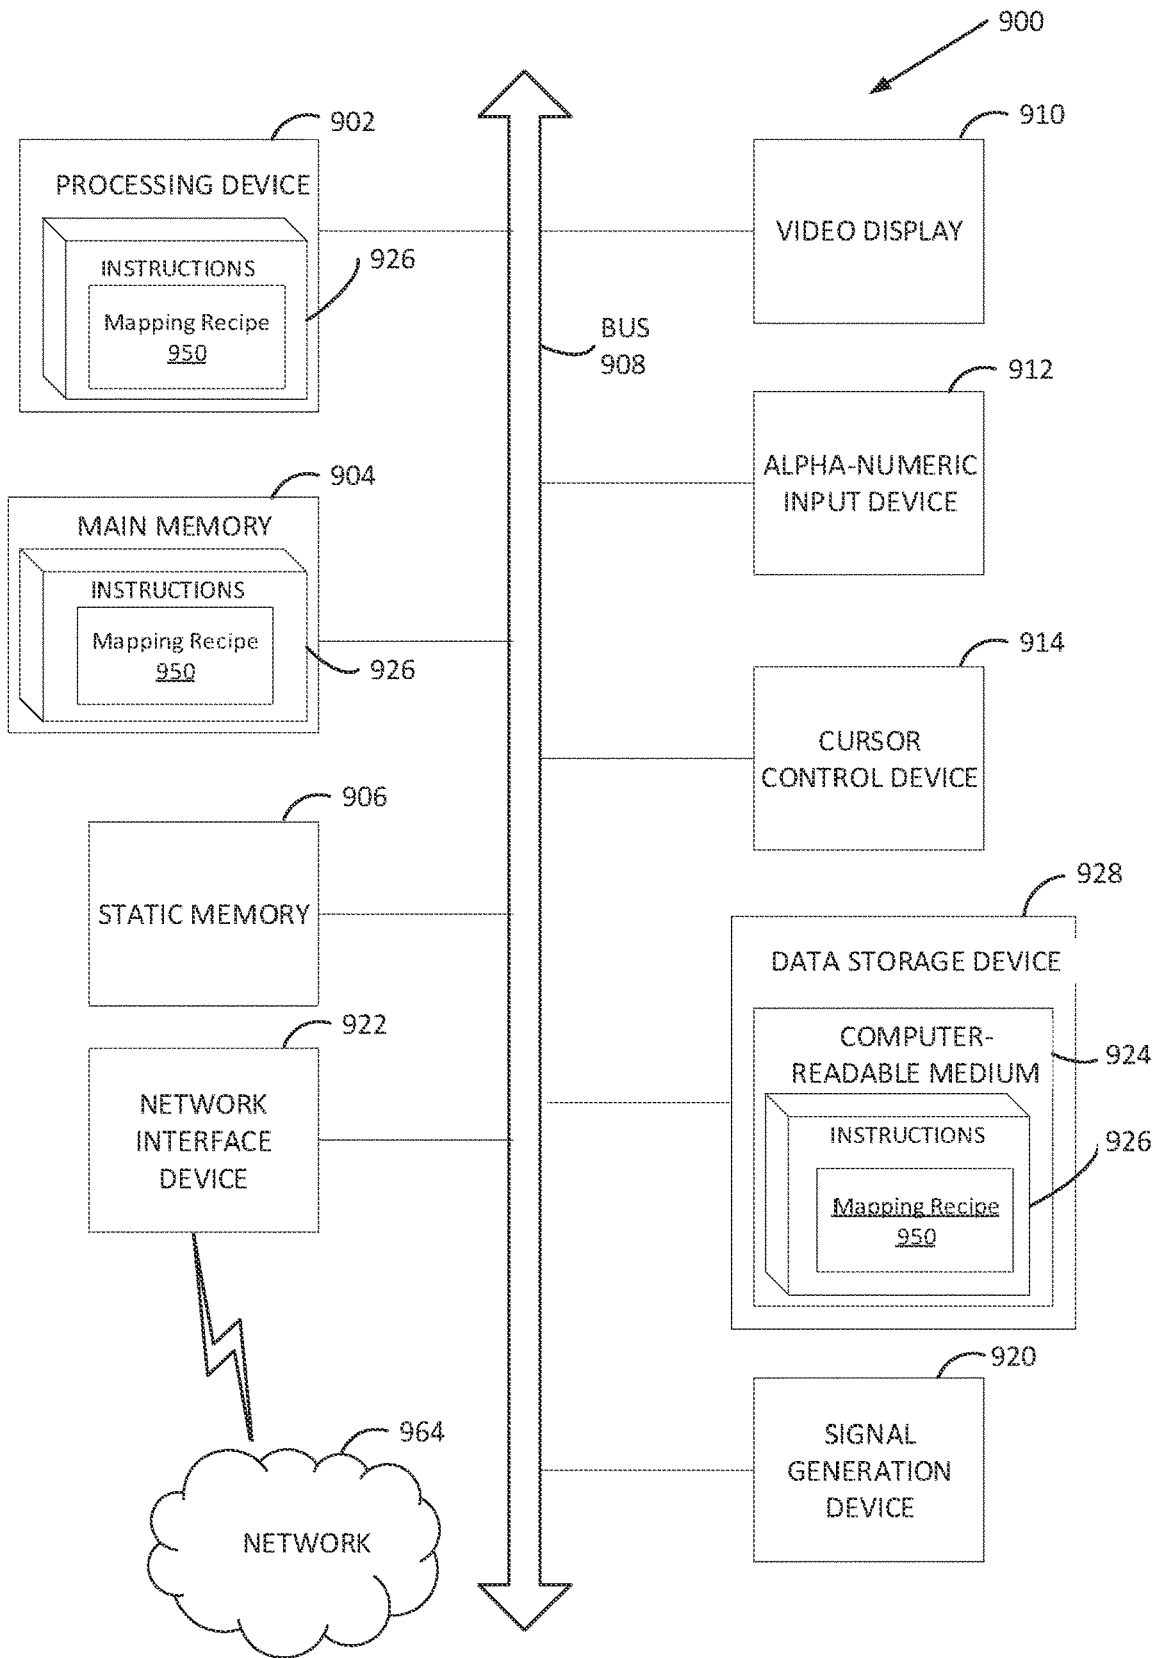 900
902
PROCESSING DEVICE
INSTRUCTIONS
Mapping Recipe
950
926
910
VIDEO DISPLAY
BUS
908
912
ALPHA-NUMERIC
INPUT DEVICE
904
MAIN MEMORY
INSTRUCTIONS
Mapping Recipe
950
926
914
CURSOR
CONTROL DEVICE
906
STATIC MEMORY
928
DATA STORAGE DEVICE
COMPUTER-
READABLE MEDIUM
924
INSTRUCTIONS
926
Mapping Recipe
950
922
NETWORK
INTERFACE
DEVICE
920
SIGNAL
GENERATION
DEVICE
964
NETWORK